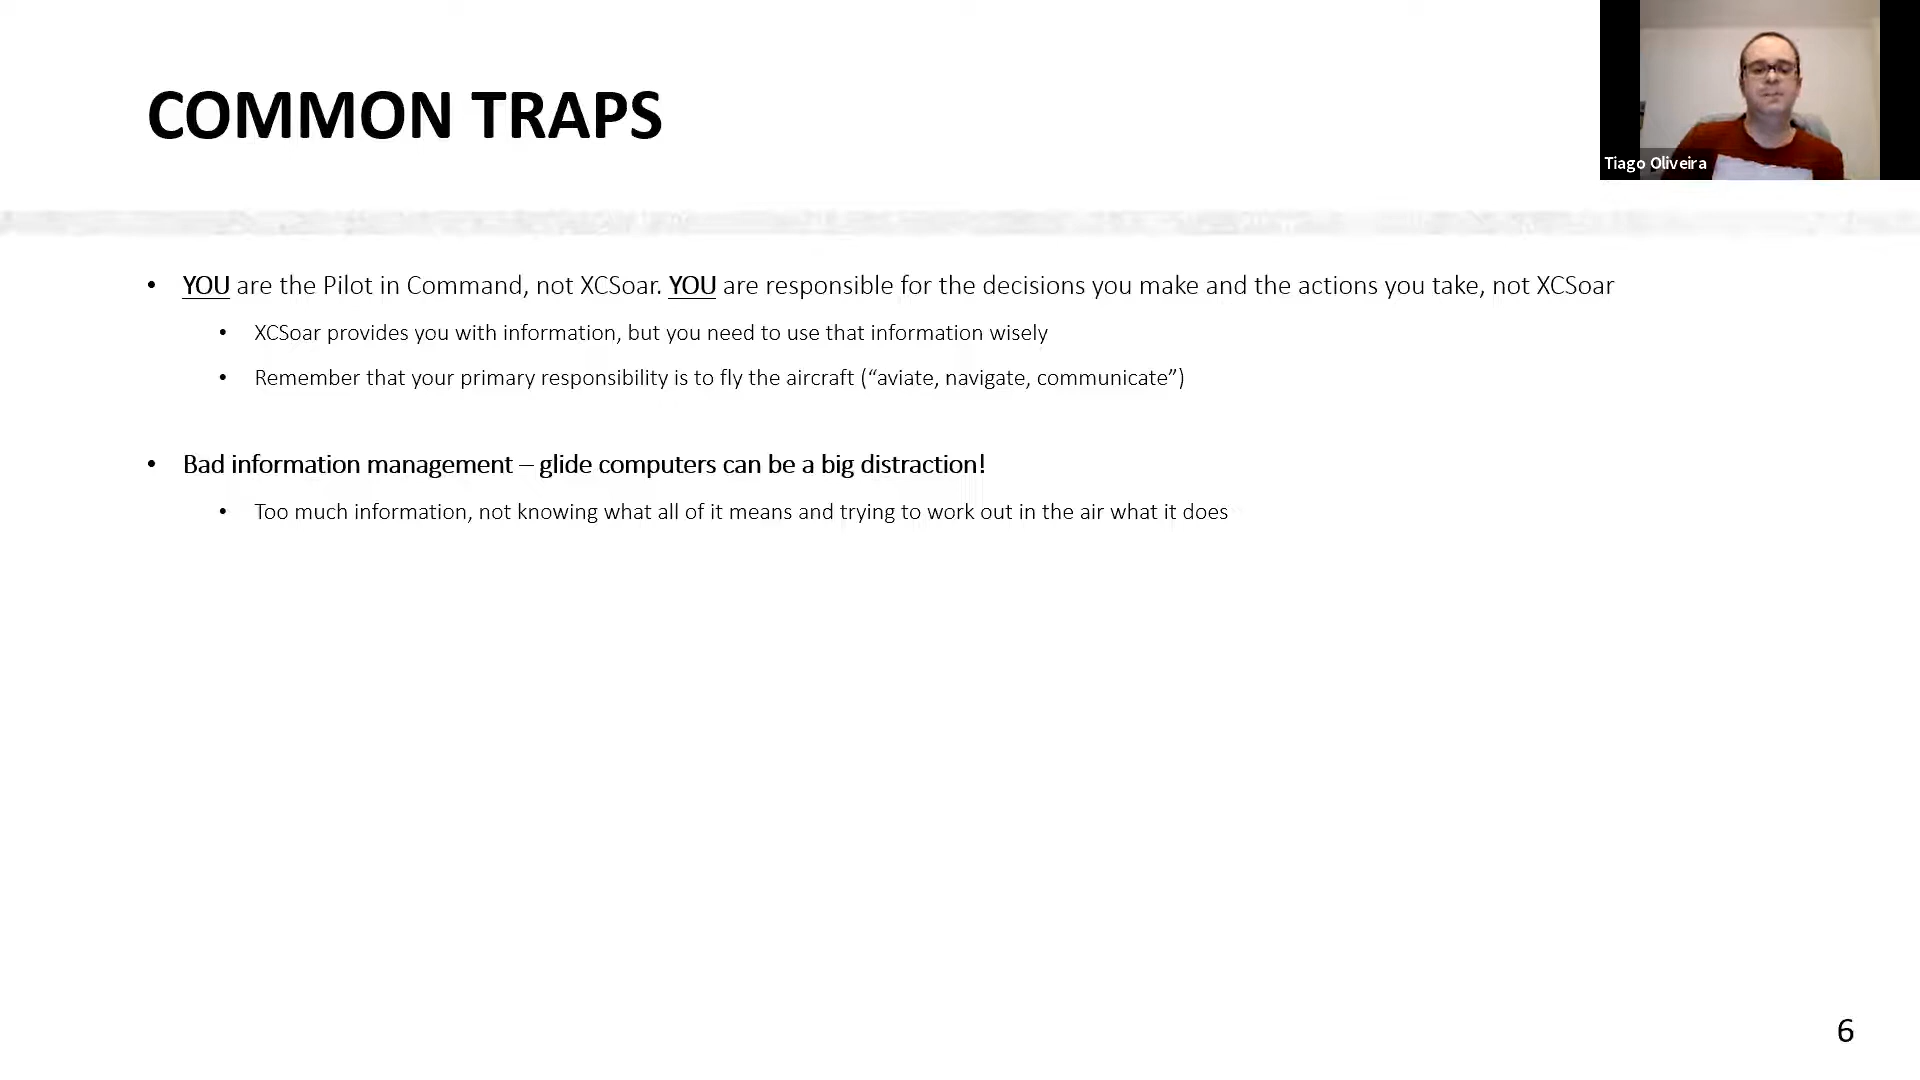 COMMON TRAPS
Tiago Oliveira
• YOU are the Pilot in Command, not XCSoar. YOU are responsible for the decisions you make and the actions you take, not XCSoar
• XCSoar provides you with information, but you need to use that information wisely
• Remember that your primary responsibility is to fly the aircraft (“aviate, navigate, communicate”)
• Bad information management – glide computers can be a big distraction!
• Too much information, not knowing what all of it means and trying to work out in the air what it does
6